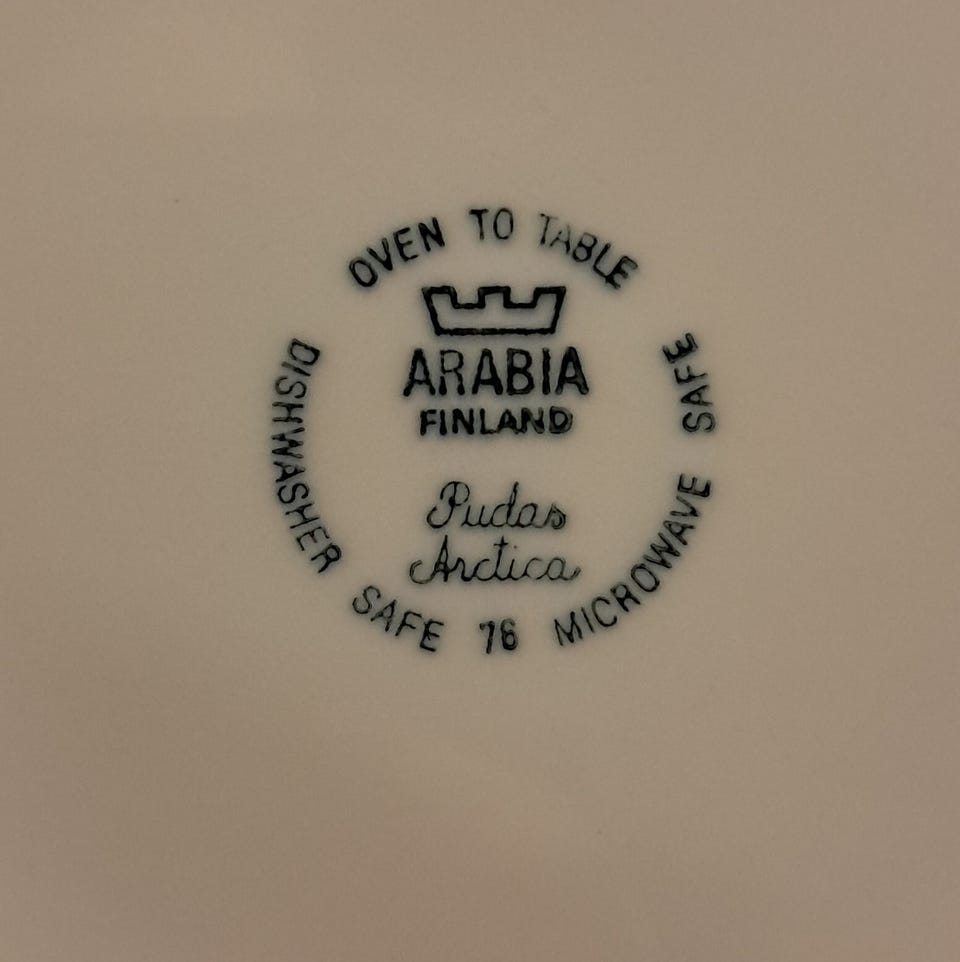 OVEN TO TABLE
ARABIA
FINLAND
Pudas
Arctica
DISHWASHER SAFE 76 MICROWAVE SAFE